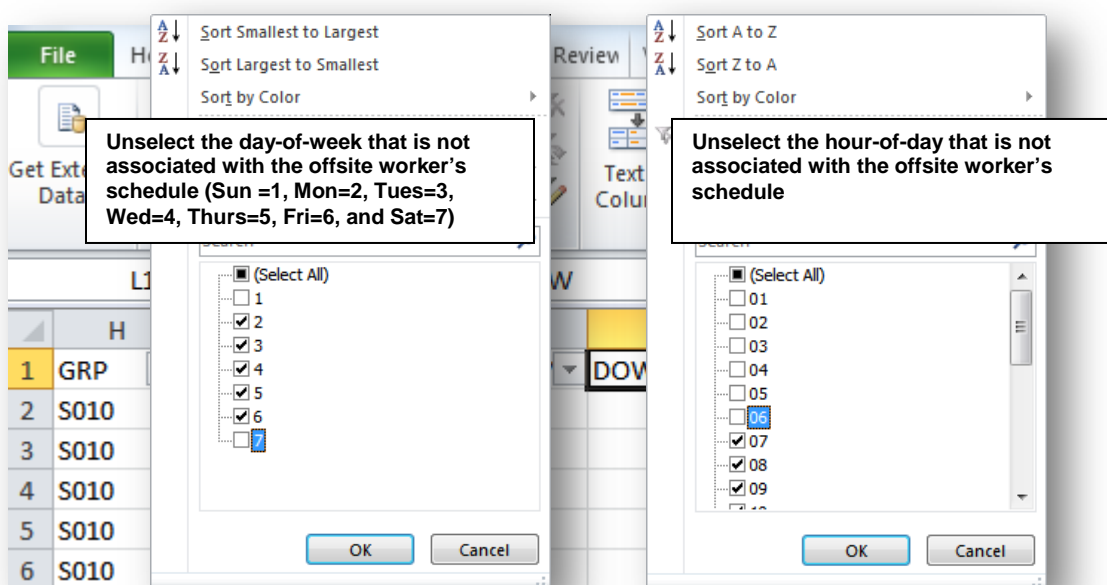 Sort Smallest to Largest
Sort Largest to Smallest
Sort by Color
Sort A to Z
Sort Z to A
Sort by Color
File
Review
Get
Data
Text
Unselect the day-of-week that is not
associated with the offsite worker’s
schedule (Sun =1, Mon=2, Tues=3,
Wed=4, Thurs=5, Fri=6, and Sat=7)
Unselect the hour-of-day that is not
associated with the offsite worker’s
schedule
(Select All)
1
2
3
4
5
6
7
OK
Cancel
(Select All)
01
02
03
04
05
06
07
08
09
OK
Cancel
H
1 GRP
2 S010
3 S010
4 S010
5 S010
6 S010